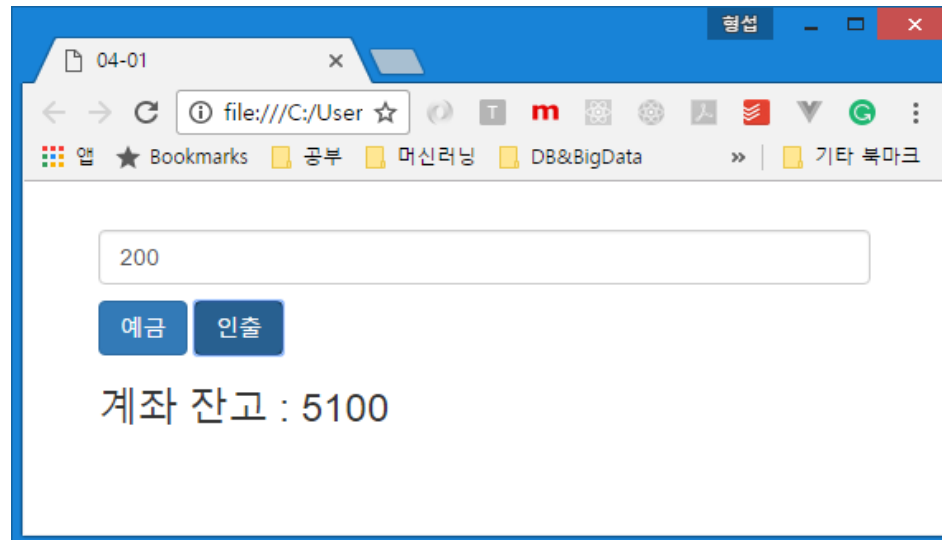 형섭
04-01
file:///C:/User
T m
앱 Bookmarks 공부 머신러닝 DB&BigData » 기타 북마크
200
예금 인출
계좌 잔고 : 5100